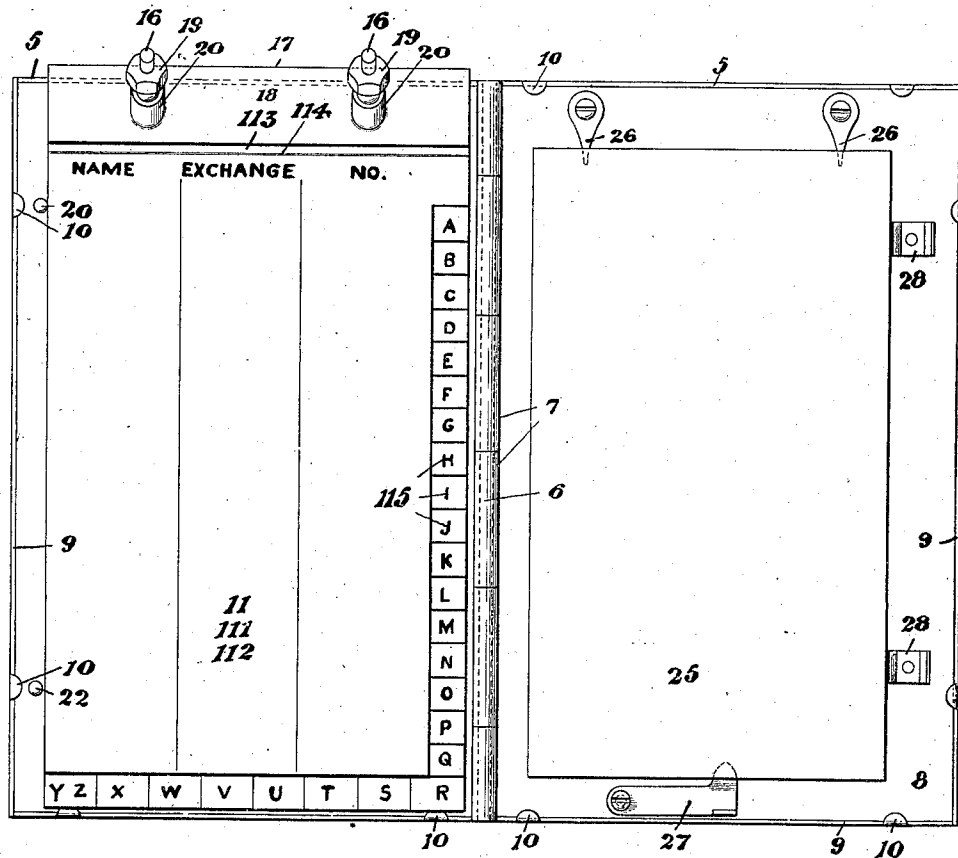 16 19 20 17 16 19 20
5 10 5
18
113 114
26 26
NAME EXCHANGE NO.
20
10
A
B
C
D
E
F
G
H
I
J
K
L
M
N
O
P
Q
28
7
115 6
9 9
11
111
112
28
10
22
25
8
Y Z X W V U T S R
10 10 27 9 10